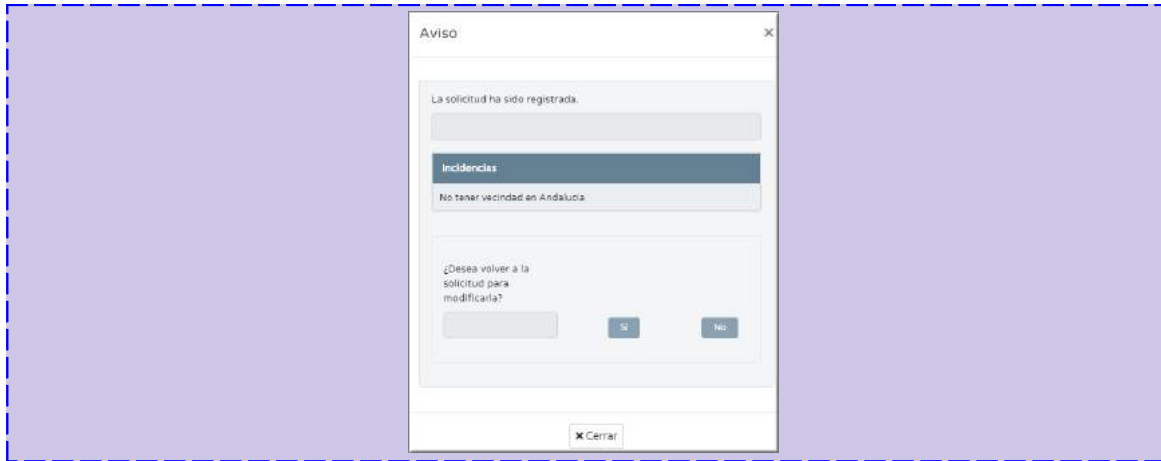 Aviso
×
La solicitud ha sido registrada.
Incidencias
No tener vecindad en Andalucía
¿Desea volver a la
solicitud para
modificarla?
Sí
No
× Cerrar